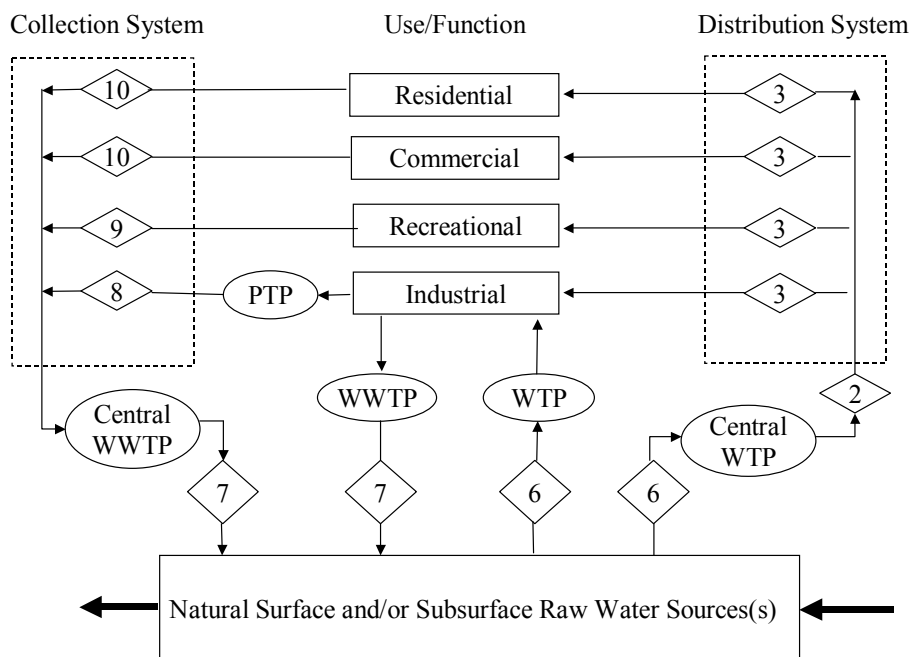 Collection System Use/Function Distribution System
10 Residential 3
10 Commercial 3
9 Recreational 3
8 PTP Industrial 3
WWTP WTP 2
Central
WWTP
Central
WTP
7 7 6 6
Natural Surface and/or Subsurface Raw Water Sources(s)